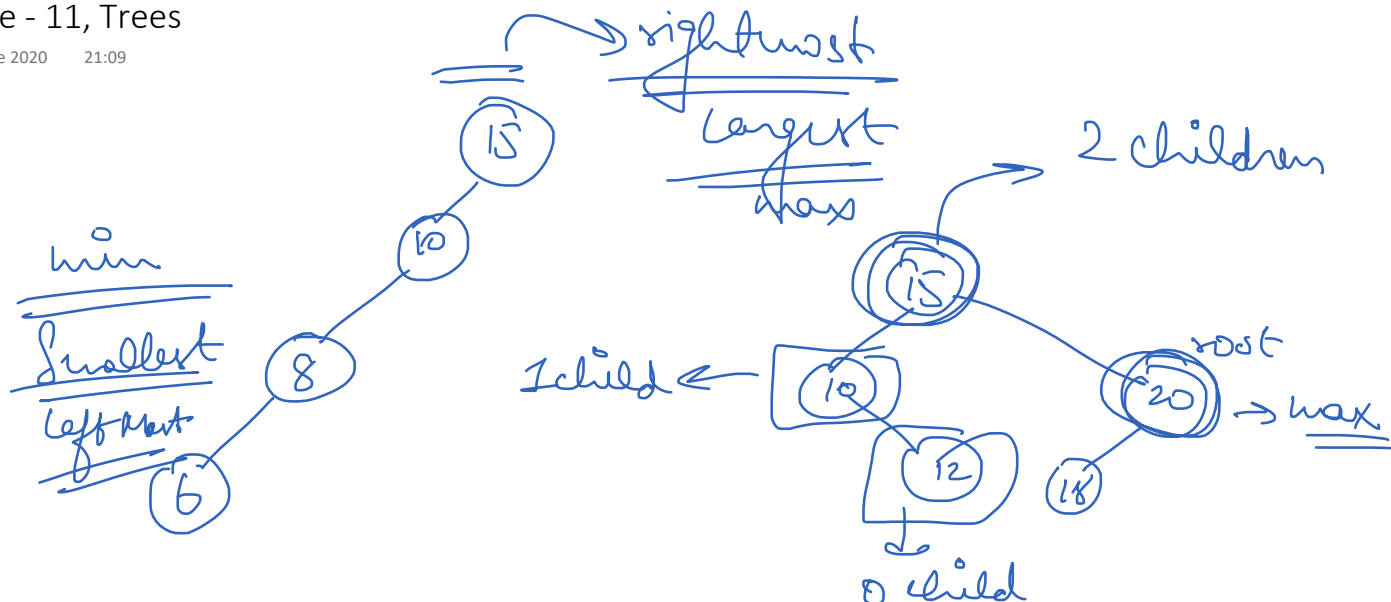 e - 11, Trees
e 2020 21:09
rightmost
Largest
max
15
10
8
6
min
Smallest
Leftmost
2 children
15
1 child
10
12
0 child
root
20
max
18